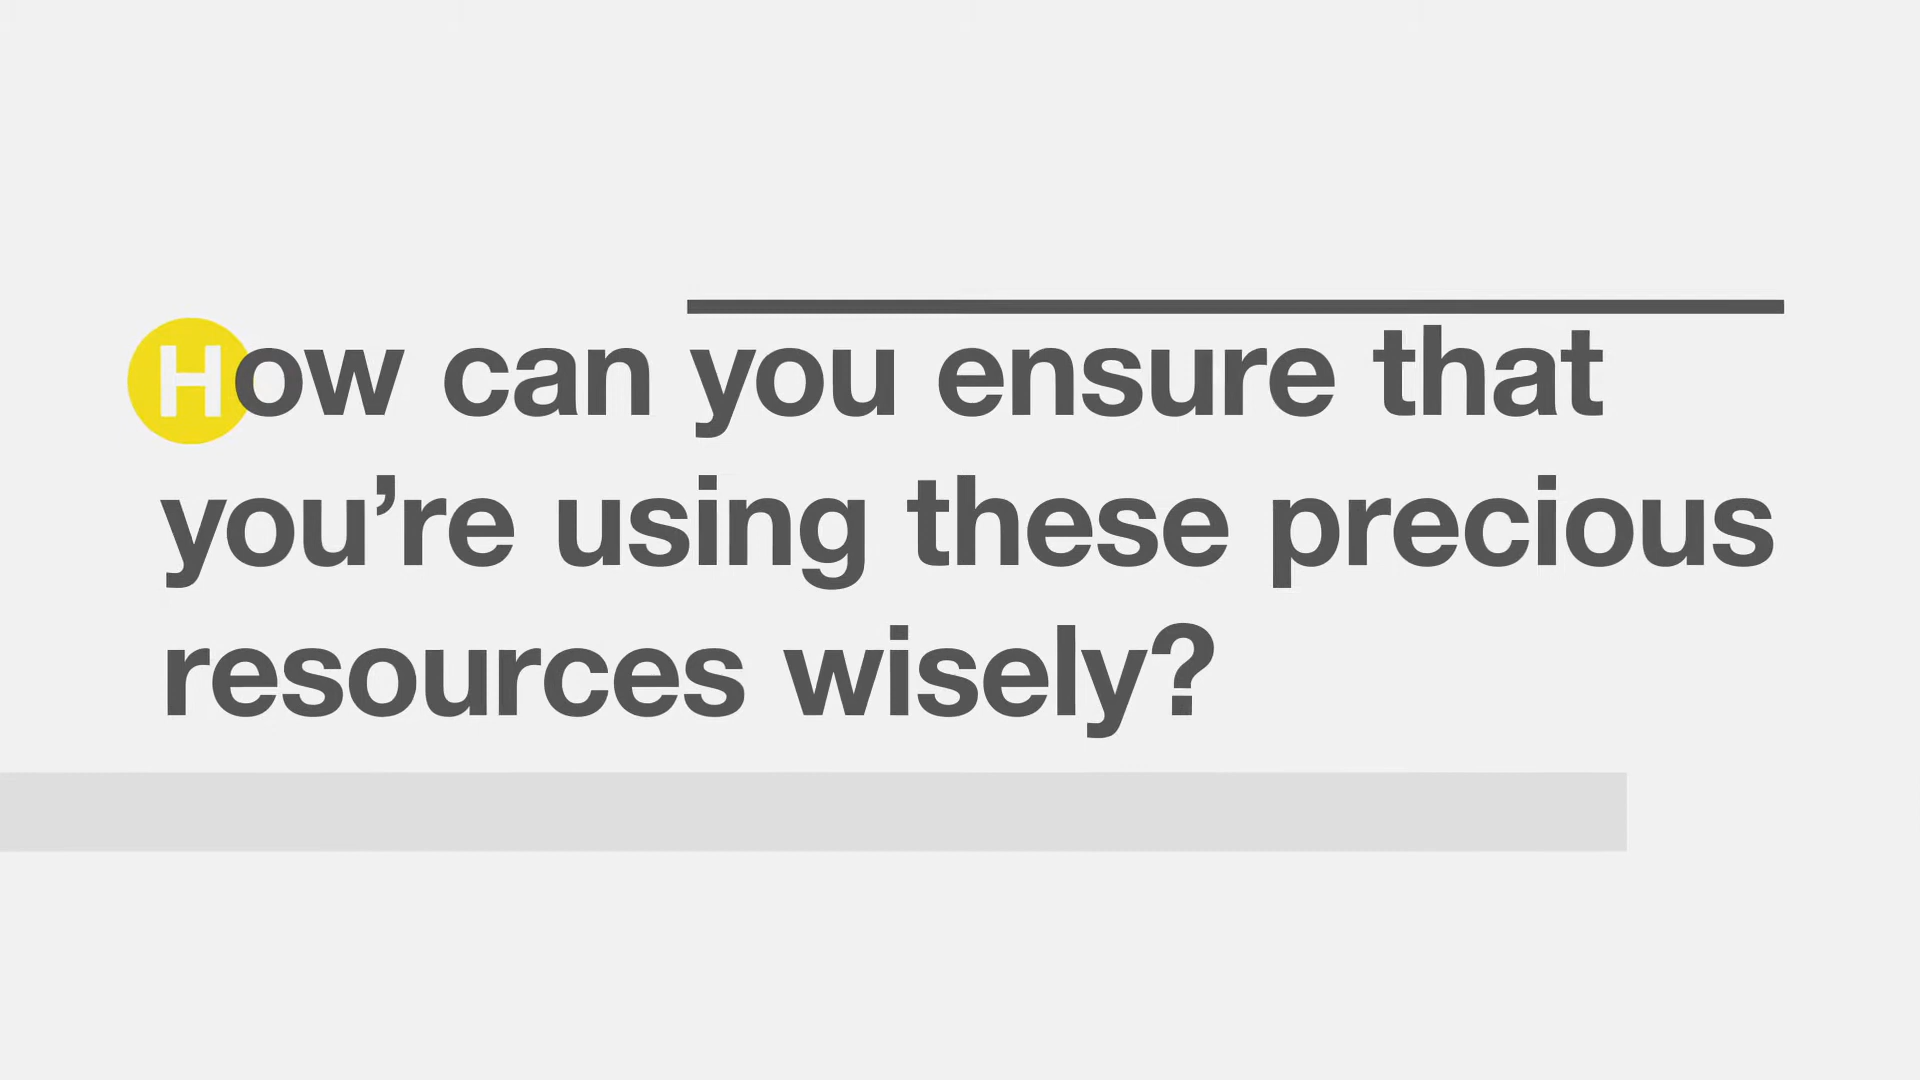 How can you ensure that
you’re using these precious
resources wisely?